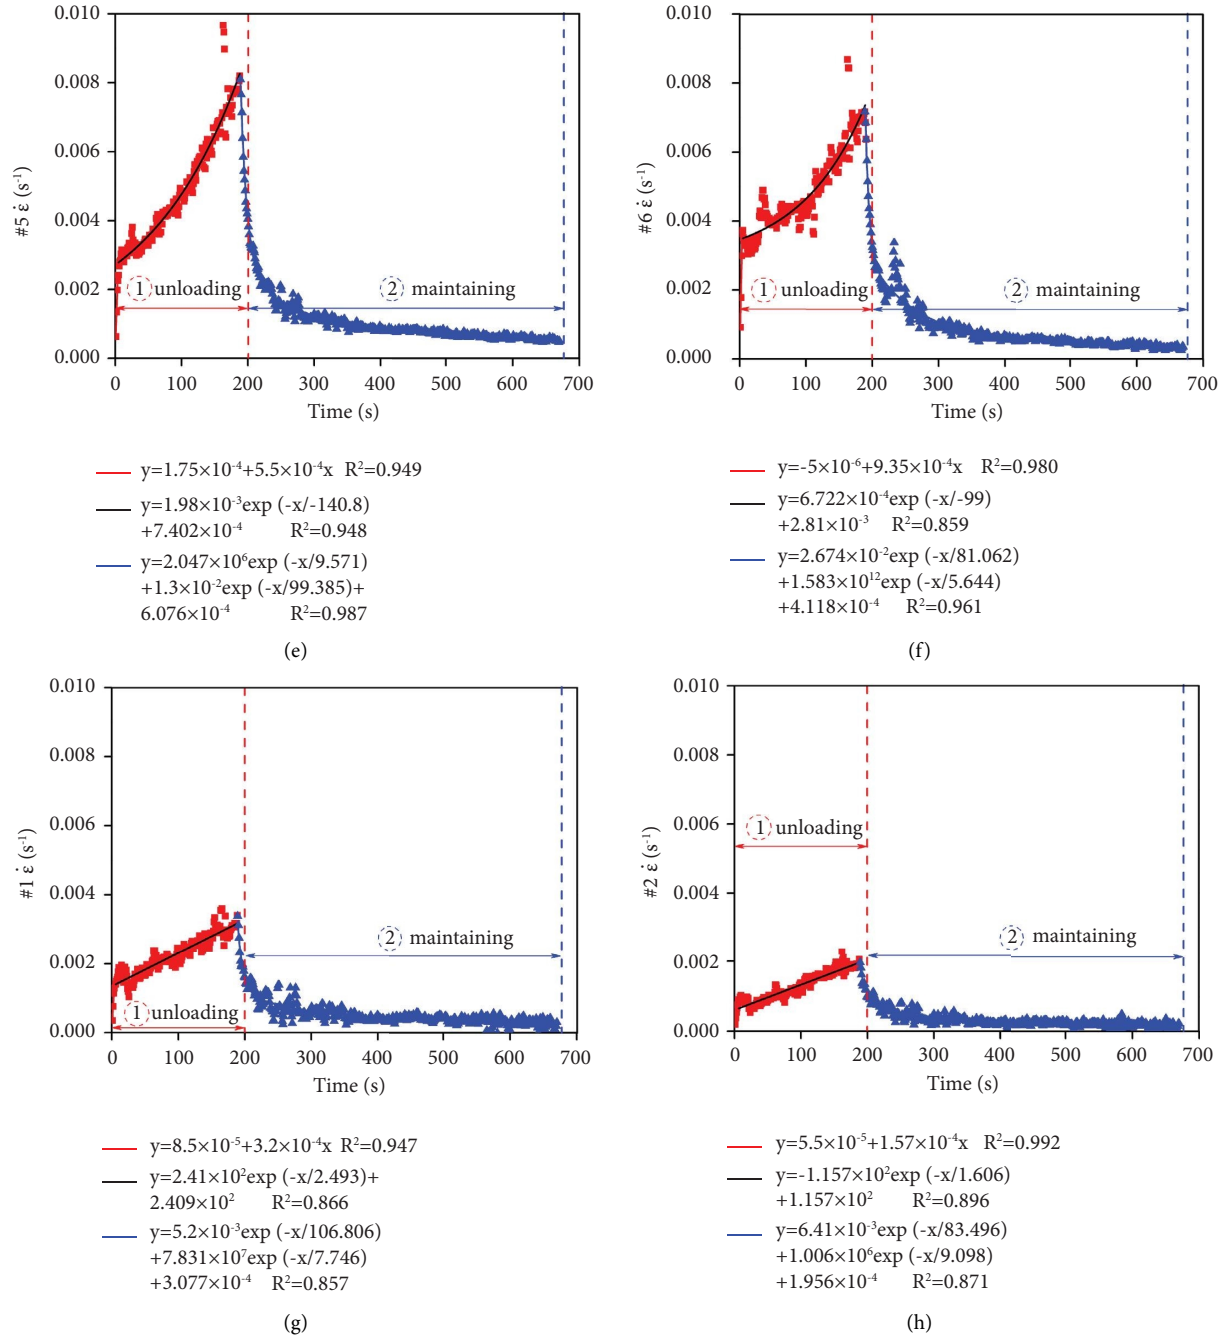 0.010
0.008
0.006
0.004
0.002
0.000
#5 ε̇ (s⁻¹)
1 unloading
2 maintaining
0 100 200 300 400 500 600 700
Time (s)
y=1.75×10⁻⁴+5.5×10⁻⁴x R²=0.949
y=1.98×10⁻³exp (-x/-140.8)
+7.402×10⁻⁴ R²=0.948
y=2.047×10⁶exp (-x/9.571)
+1.3×10⁻²exp (-x/99.385)+
6.076×10⁻⁴ R²=0.987
(e)
0.010
0.008
0.006
0.004
0.002
0.000
#6 ε̇ (s⁻¹)
1 unloading
2 maintaining
0 100 200 300 400 500 600 700
Time (s)
y=-5×10⁻⁶+9.35×10⁻⁴x R²=0.980
y=6.722×10⁻⁴exp (-x/-99)
+2.81×10⁻³ R²=0.859
y=2.674×10⁻²exp (-x/81.062)
+1.583×10¹²exp (-x/5.644)
+4.118×10⁻⁴ R²=0.961
(f)
0.010
0.008
0.006
0.004
0.002
0.000
#1 ε̇ (s⁻¹)
2 maintaining
1 unloading
0 100 200 300 400 500 600 700
Time (s)
y=8.5×10⁻⁵+3.2×10⁻⁴x R²=0.947
y=2.41×10²exp (-x/2.493)+
2.409×10² R²=0.866
y=5.2×10⁻³exp (-x/106.806)
+7.831×10⁷exp (-x/7.746)
+3.077×10⁻⁴ R²=0.857
(g)
0.010
0.008
0.006
0.004
0.002
0.000
#2 ε̇ (s⁻¹)
1 unloading
2 maintaining
0 100 200 300 400 500 600 700
Time (s)
y=5.5×10⁻⁵+1.57×10⁻⁴x R²=0.992
y=-1.157×10²exp (-x/1.606)
+1.157×10² R²=0.896
y=6.41×10⁻³exp (-x/83.496)
+1.006×10⁶exp (-x/9.098)
+1.956×10⁻⁴ R²=0.871
(h)